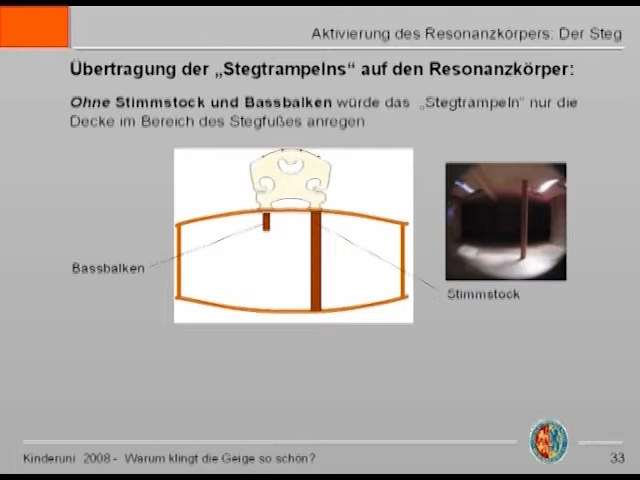 Aktivierung des Resonanzkörpers: Der Steg
Übertragung der „Stegtrampelns“ auf den Resonanzkörper:
Ohne Stimmstock und Bassbalken würde das „Stegtrampeln“ nur die
Decke im Bereich des Stegfußes anregen
Bassbalken
Stimmstock
Kinderuni 2008 - Warum klingt die Geige so schön?
33